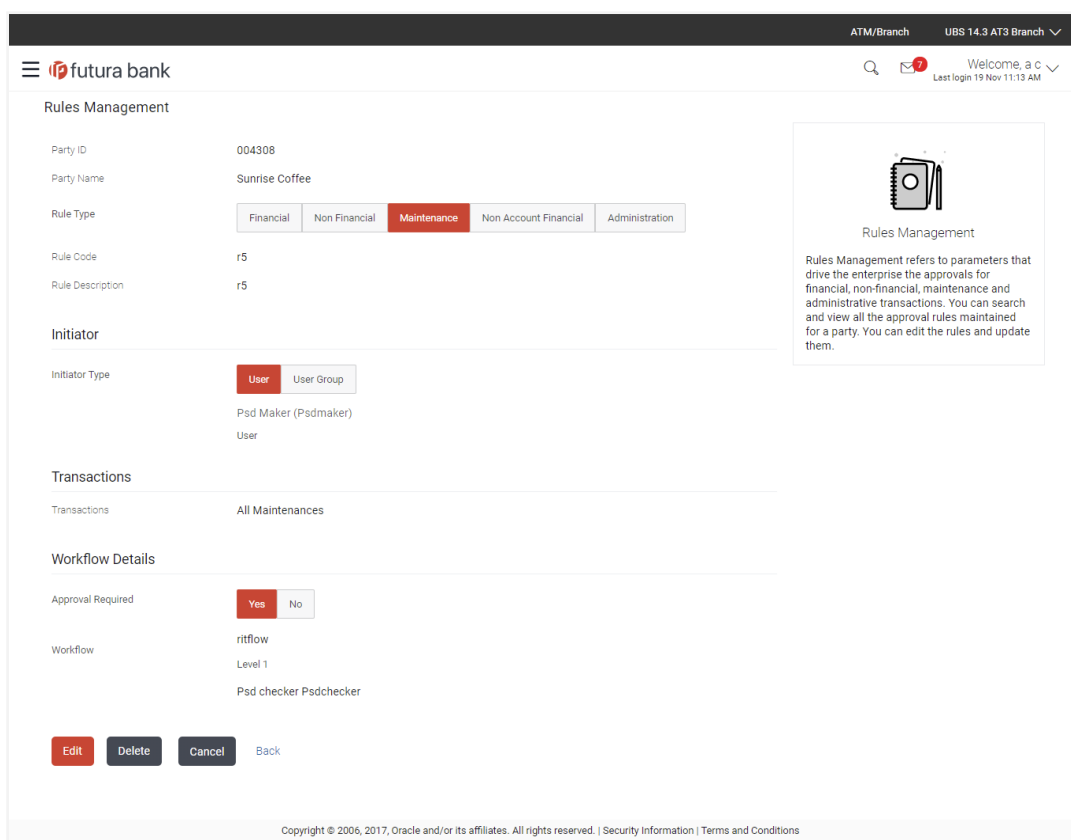 ATM/Branch UBS 14.3 AT3 Branch
futura bank 7 Welcome, a c
Last login 19 Nov 11:13 AM
Rules Management
Party ID 004308
Party Name Sunrise Coffee
Rule Type Financial Non Financial Maintenance Non Account Financial Administration
Rule Code r5
Rule Description r5
Initiator
Initiator Type User User Group
Psd Maker (Psdmaker)
User
Transactions
Transactions All Maintenances
Workflow Details
Approval Required Yes No
Workflow ritflow
Level 1
Psd checker Psdchecker
Edit Delete Cancel Back
Rules Management
Rules Management refers to parameters that
drive the enterprise the approvals for
financial, non-financial, maintenance and
administrative transactions. You can search
and view all the approval rules maintained
for a party. You can edit the rules and update
them.
Copyright © 2006, 2017, Oracle and/or its affiliates. All rights reserved. | Security Information | Terms and Conditions